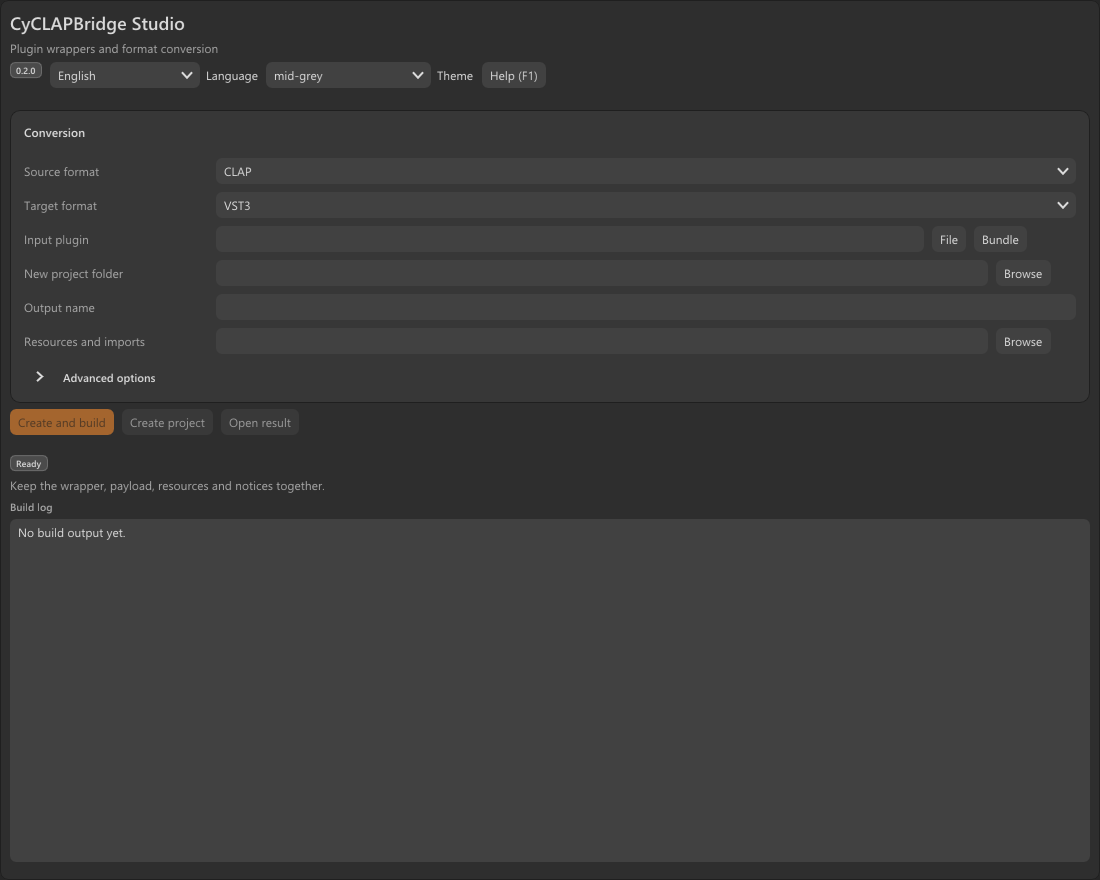 CyCLAPBridge Studio
Plugin wrappers and format conversion
0.2.0 English Language mid-grey Theme Help (F1)
Conversion
Source format CLAP
Target format VST3
Input plugin File Bundle
New project folder Browse
Output name
Resources and imports Browse
Advanced options
Create and build Create project Open result
Ready
Keep the wrapper, payload, resources and notices together.
Build log
No build output yet.